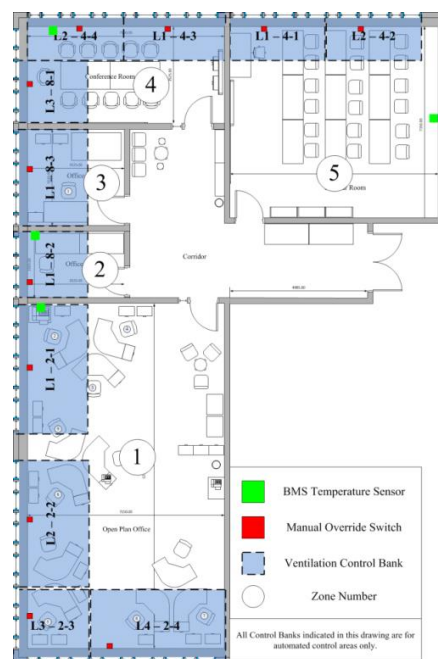 L2 – 4-4
L1 – 4-3
L1 – 4-1
L2 – 4-2
L3 – 8-1
Conference Room
4
L1 – 8-3
Office
3
5
Room
L1 – 8-2
Office
2
Corridor
L1 – 2-1
1
L2 – 2-2
Open Plan Office
L3 – 2-3
L4 – 2-4
BMS Temperature Sensor
Manual Override Switch
Ventilation Control Bank
Zone Number
All Control Banks indicated in this drawing are for
automated control areas only.